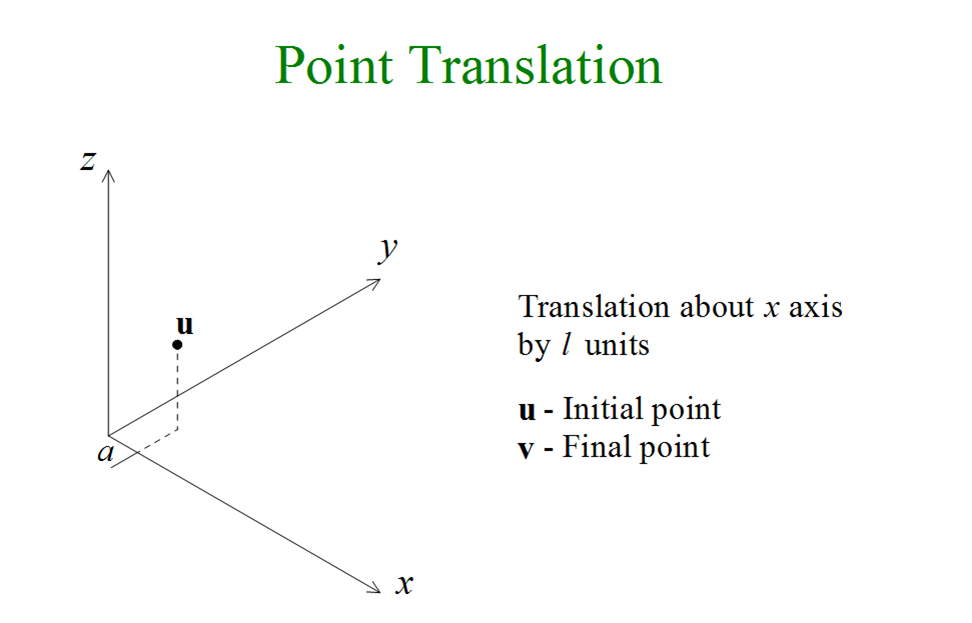 Point Translation
z
y
u
a
x
Translation about x axis
by l units
u - Initial point
v - Final point